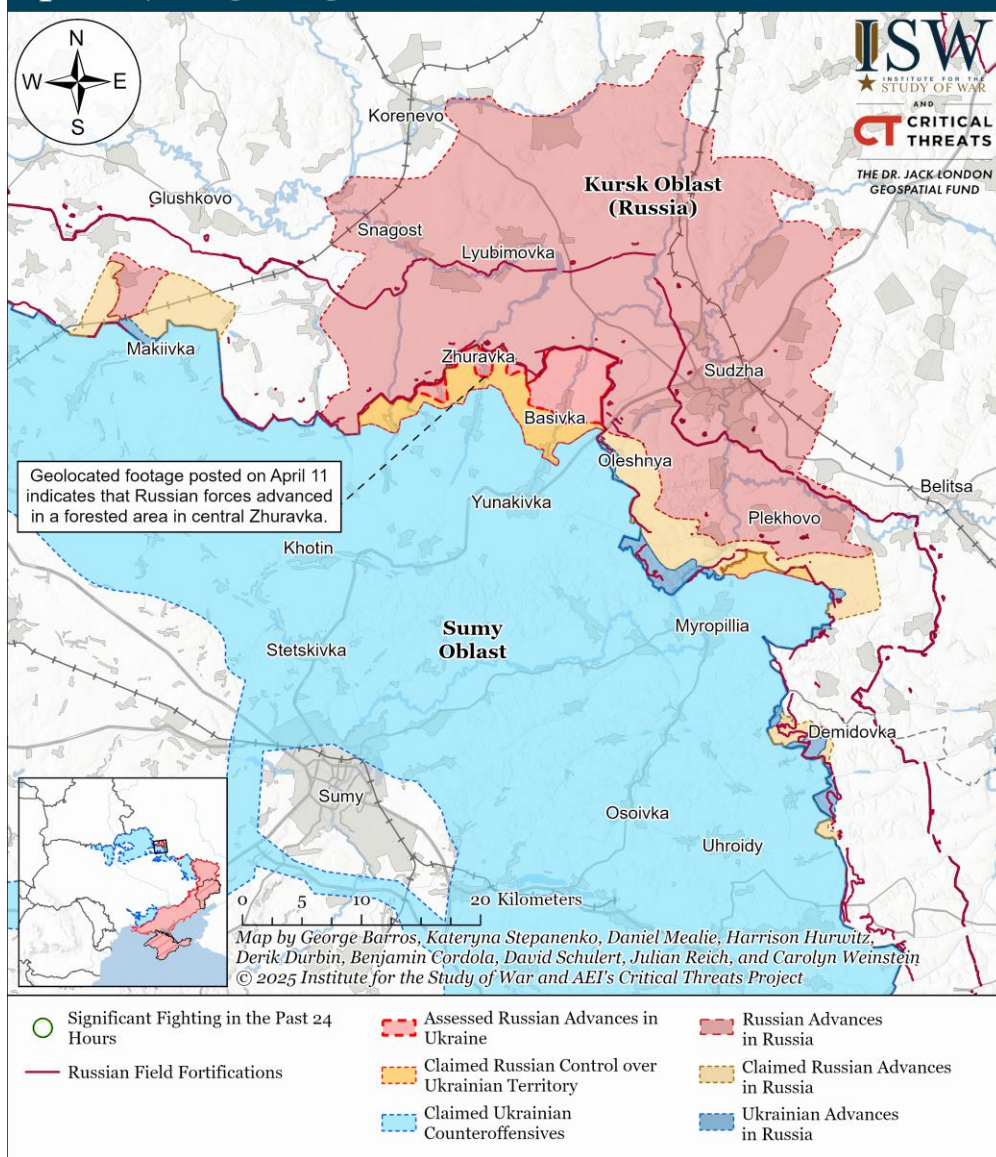 N
W
E
S
ISW
INSTITUTE FOR THE
STUDY OF WAR
AND
CT CRITICAL
THREATS
THE DR. JACK LONDON
GEOSPATIAL FUND
Korenevo
Kursk Oblast
(Russia)
Glushkovo
Snagost
Lyubimovka
Makiivka
Zhuravka
Sudzha
Basivka
Oleshnya
Geolocated footage posted on April 11
indicates that Russian forces advanced
in a forested area in central Zhuravka.
Belitsa
Yunakivka
Plekhovo
Khotin
Sumy
Oblast
Myropillia
Stetskivka
Demidovka
Sumy
Osoivka
Uhroidy
0 5 10 20 Kilometers
Map by George Barros, Kateryna Stepanenko, Daniel Mealie, Harrison Hurwitz,
Derik Durbin, Benjamin Cordola, David Schulert, Julian Reich, and Carolyn Weinstein
© 2025 Institute for the Study of War and AEI's Critical Threats Project
Significant Fighting in the Past 24
Hours
Russian Field Fortifications
Assessed Russian Advances in
Ukraine
Claimed Russian Control over
Ukrainian Territory
Claimed Ukrainian
Counteroffensives
Russian Advances
in Russia
Claimed Russian Advances
in Russia
Ukrainian Advances
in Russia